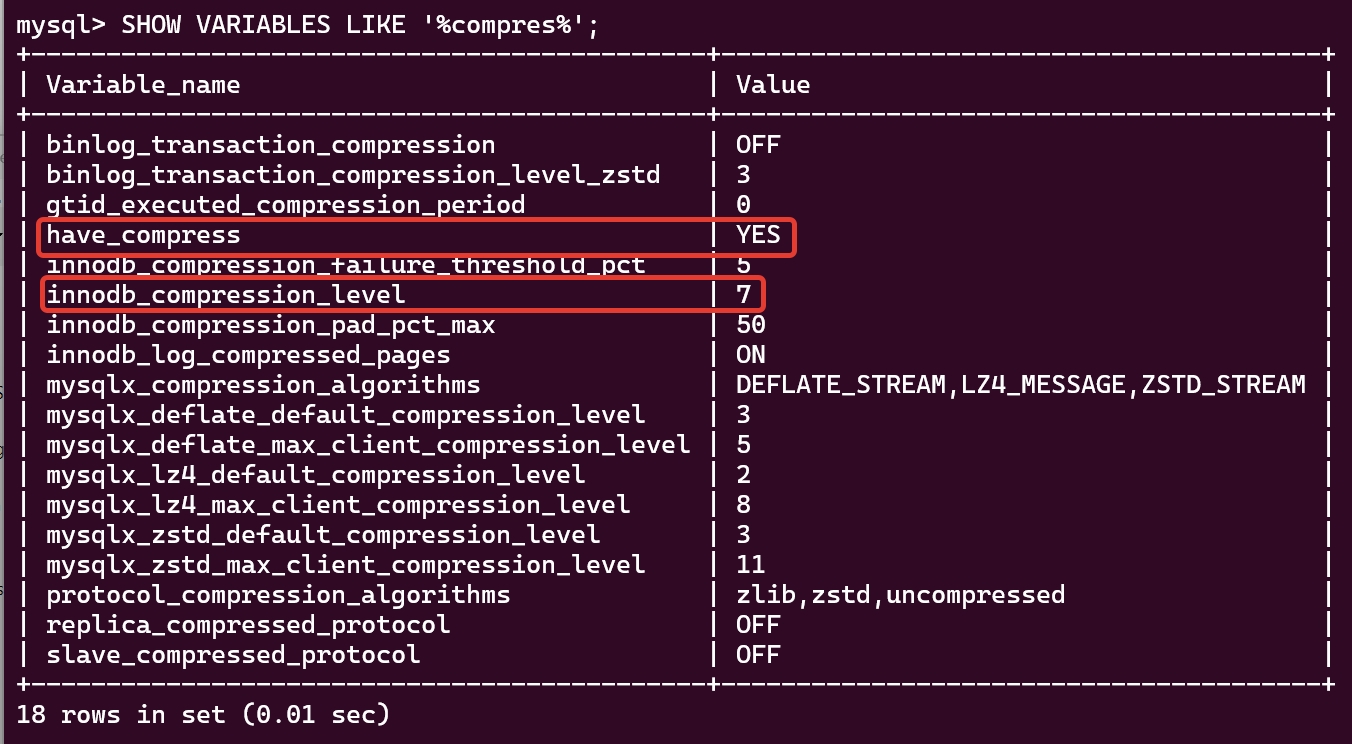 mysql> SHOW VARIABLES LIKE '%compres%';
+---------------------------------------------+----------------------------------------+
| Variable_name | Value |
+---------------------------------------------+----------------------------------------+
| binlog_transaction_compression | OFF |
| binlog_transaction_compression_level_zstd | 3 |
| gtid_executed_compression_period | 0 |
| have_compress | YES |
| innodb_compression_failure_threshold_pct | 5 |
| innodb_compression_level | 7 |
| innodb_compression_pad_pct_max | 50 |
| innodb_log_compressed_pages | ON |
| mysqlx_compression_algorithms | DEFLATE_STREAM,LZ4_MESSAGE,ZSTD_STREAM |
| mysqlx_deflate_default_compression_level | 3 |
| mysqlx_deflate_max_client_compression_level | 5 |
| mysqlx_lz4_default_compression_level | 2 |
| mysqlx_lz4_max_client_compression_level | 8 |
| mysqlx_zstd_default_compression_level | 3 |
| mysqlx_zstd_max_client_compression_level | 11 |
| protocol_compression_algorithms | zlib,zstd,uncompressed |
| replica_compressed_protocol | OFF |
| slave_compressed_protocol | OFF |
+---------------------------------------------+----------------------------------------+
18 rows in set (0.01 sec)